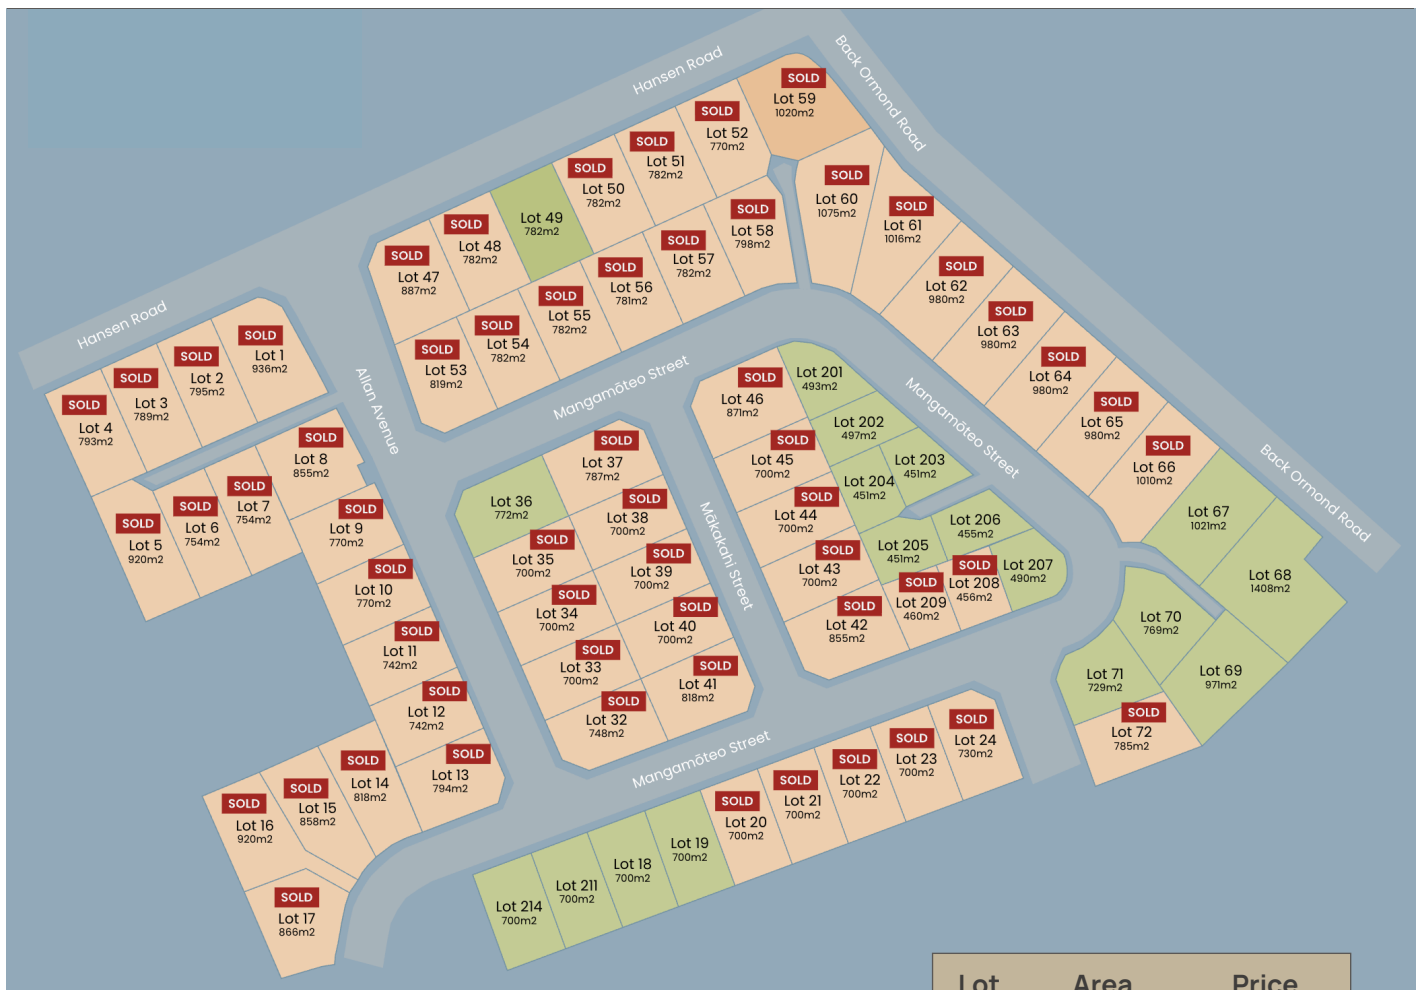 Hansen Road
Back Ormond Road
SOLD
Lot 59
1020m2
SOLD
Lot 52
770m2
SOLD
Lot 51
782m2
SOLD
Lot 50
782m2
Lot 49
782m2
SOLD
Lot 48
782m2
SOLD
Lot 47
887m2
SOLD
Lot 60
1075m2
SOLD
Lot 61
1016m2
SOLD
Lot 58
798m2
SOLD
Lot 57
782m2
SOLD
Lot 56
781m2
SOLD
Lot 55
782m2
SOLD
Lot 54
782m2
SOLD
Lot 53
819m2
SOLD
Lot 62
980m2
SOLD
Lot 63
980m2
SOLD
Lot 64
980m2
SOLD
Lot 65
980m2
SOLD
Lot 66
1010m2
Hansen Road
SOLD
Lot 1
936m2
SOLD
Lot 2
795m2
SOLD
Lot 3
789m2
SOLD
Lot 4
793m2
Allan Avenue
Mangamōteo Street
Mangamōteo Street
Back Ormond Road
SOLD
Lot 8
855m2
SOLD
Lot 7
754m2
SOLD
Lot 6
754m2
SOLD
Lot 5
920m2
SOLD
Lot 9
770m2
SOLD
Lot 10
770m2
SOLD
Lot 11
742m2
SOLD
Lot 12
742m2
SOLD
Lot 13
794m2
SOLD
Lot 14
818m2
SOLD
Lot 15
858m2
SOLD
Lot 16
920m2
SOLD
Lot 17
866m2
SOLD
Lot 37
787m2
Lot 36
772m2
SOLD
Lot 38
700m2
SOLD
Lot 35
700m2
SOLD
Lot 39
700m2
SOLD
Lot 34
700m2
SOLD
Lot 40
700m2
SOLD
Lot 33
700m2
SOLD
Lot 41
818m2
SOLD
Lot 32
748m2
Mākakahi Street
SOLD
Lot 46
871m2
Lot 201
493m2
Lot 202
497m2
SOLD
Lot 45
700m2
Lot 203
451m2
Lot 204
451m2
SOLD
Lot 44
700m2
Lot 206
455m2
Lot 205
451m2
SOLD
Lot 43
700m2
Lot 207
490m2
SOLD
Lot 208
456m2
SOLD
Lot 209
460m2
SOLD
Lot 42
855m2
Lot 67
1021m2
Lot 68
1408m2
Lot 70
769m2
Lot 69
971m2
Lot 71
729m2
SOLD
Lot 72
785m2
Mangamōteo Street
SOLD
Lot 24
730m2
SOLD
Lot 23
700m2
SOLD
Lot 22
700m2
SOLD
Lot 21
700m2
SOLD
Lot 20
700m2
Lot 19
700m2
Lot 18
700m2
Lot 211
700m2
Lot 214
700m2
Lot Area Price